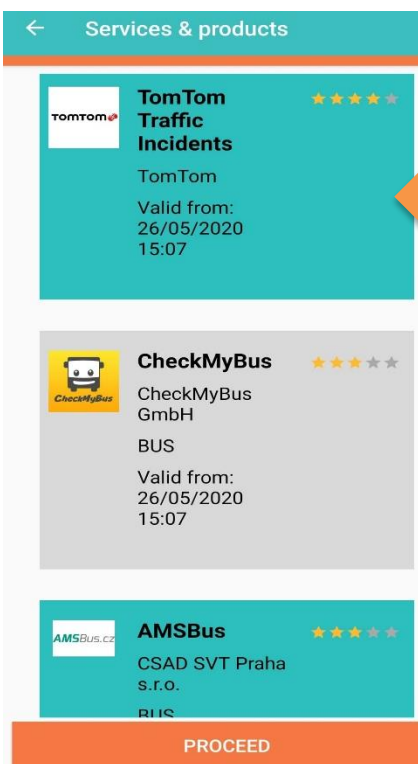 Services & products
TOMTOM
TomTom
Traffic
Incidents
TomTom
Valid from:
26/05/2020
15:07
CheckMyBus
CheckMyBus
CheckMyBus
GmbH
BUS
Valid from:
26/05/2020
15:07
AMSBus.cz
AMSBus
CSAD SVT Praha
s.r.o.
BUS
PROCEED